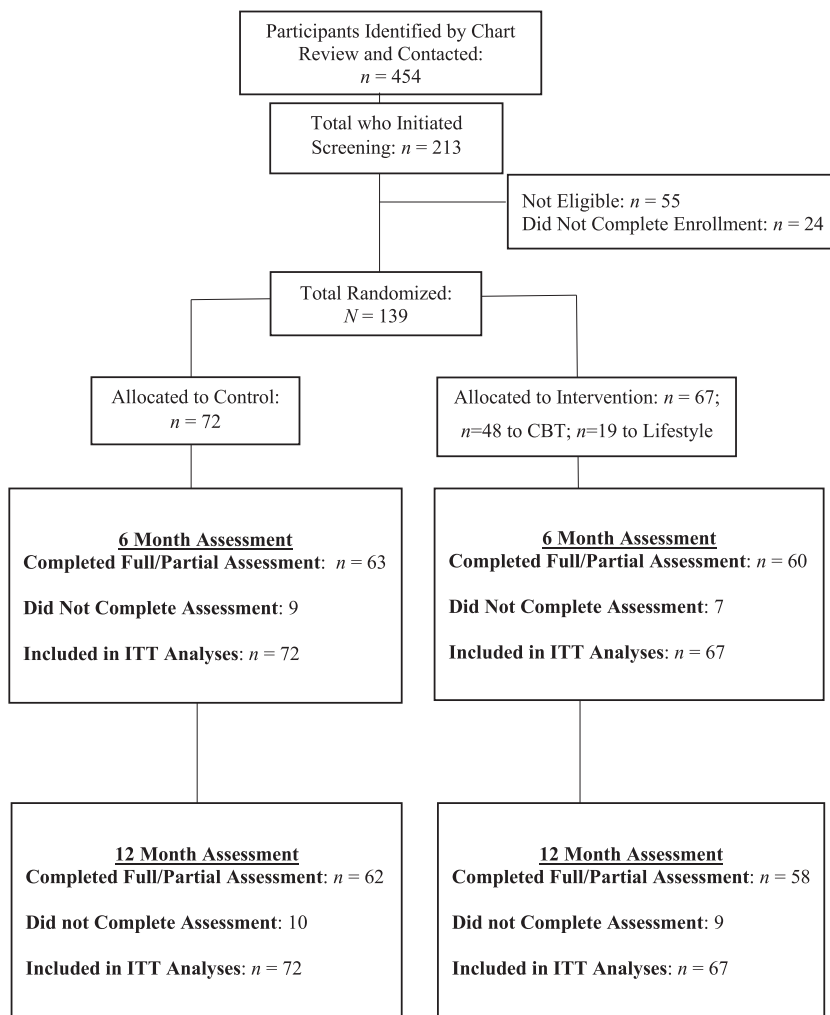 Participants Identified by Chart
Review and Contacted:
n = 454
Total who Initiated
Screening: n = 213
Not Eligible: n = 55
Did Not Complete Enrollment: n = 24
Total Randomized:
N = 139
Allocated to Control:
n = 72
Allocated to Intervention: n = 67;
n=48 to CBT; n=19 to Lifestyle
6 Month Assessment
Completed Full/Partial Assessment: n = 63
Did Not Complete Assessment: 9
Included in ITT Analyses: n = 72
6 Month Assessment
Completed Full/Partial Assessment: n = 60
Did Not Complete Assessment: 7
Included in ITT Analyses: n = 67
12 Month Assessment
Completed Full/Partial Assessment: n = 62
Did not Complete Assessment: 10
Included in ITT Analyses: n = 72
12 Month Assessment
Completed Full/Partial Assessment: n = 58
Did not Complete Assessment: 9
Included in ITT Analyses: n = 67